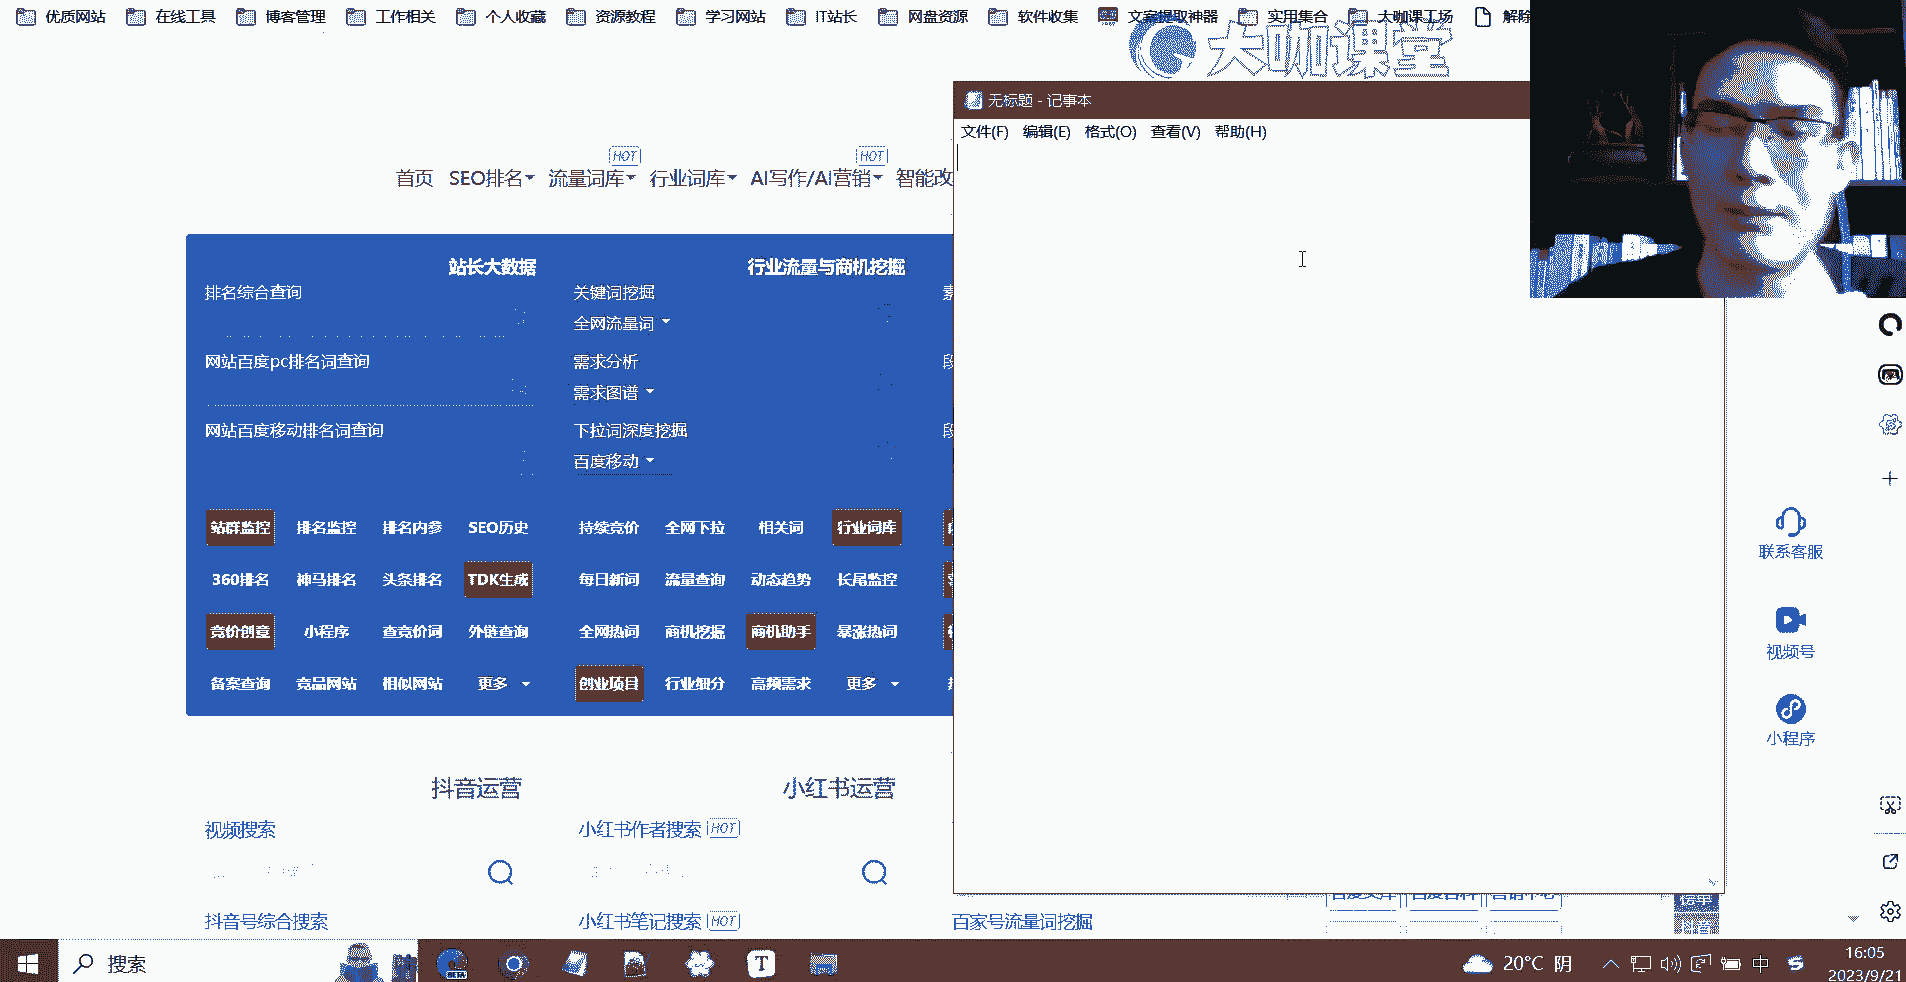 优质网站 在线工具 博客管理 工作相关 个人收藏 资源教程 学习网站 IT站长 网盘资源 软件收集 文案提取神器 实用集合 大咖课工场 解除
大咖课堂
无标题 - 记事本
文件(F) 编辑(E) 格式(O) 查看(V) 帮助(H)
HOT HOT
首页 SEO排名 流量词库 行业词库 AI写作/AI营销 智能改
站长大数据 行业流量与商机挖掘
排名综合查询 关键词挖掘
全网流量词
网站百度pc排名词查询 需求分析
需求图谱
网站百度移动排名词查询 下拉词深度挖掘
百度移动
站群监控 排名监控 排名内参 SEO历史 持续竞价 全网下拉 相关词 行业词库
360排名 神马排名 头条排名 TDK生成 每日新词 流量查询 动态趋势 长尾监控
竞价创意 小程序 查竞价词 外链查询 全网热词 商机挖掘 商机助手 暴涨热词
备案查询 竞品网站 相似网站 更多 创业项目 行业细分 高频需求 更多
联系客服
视频号
小程序
抖音运营 小红书运营
视频搜索 小红书作者搜索 HOT
抖音号综合搜索 小红书笔记搜索 HOT 百家号流量词挖掘
搜索
T
20°C 阴
中
16:05
2023/9/21